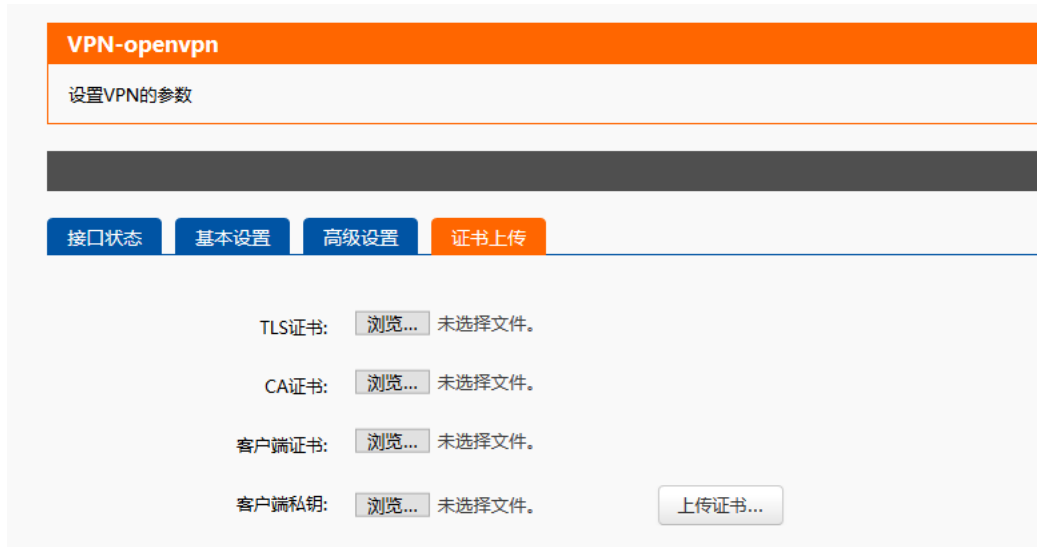 VPN-openvpn
设置VPN的参数
接口状态 基本设置 高级设置 证书上传
TLS证书: 浏览... 未选择文件。
CA证书: 浏览... 未选择文件。
客户端证书: 浏览... 未选择文件。
客户端私钥: 浏览... 未选择文件。 上传证书...